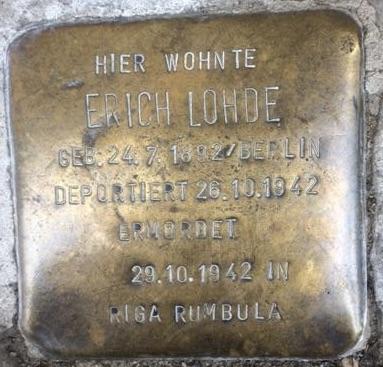 HIER WOHNTE
ERICH LOHDE
GEB. 24.7.1892/BERLIN
DEPORTIERT 26.10.1942
ERMORDET
29.10.1942 IN
RIGA RUMBULA